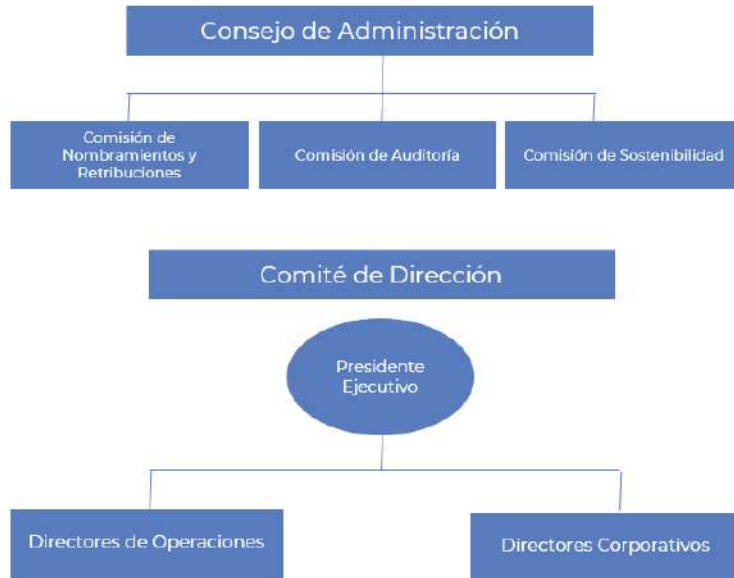 Consejo de Administración
Comisión de
Nombramientos y
Retribuciones
Comisión de Auditoría
Comisión de Sostenibilidad
Comité de Dirección
Presidente
Ejecutivo
Directores de Operaciones
Directores Corporativos